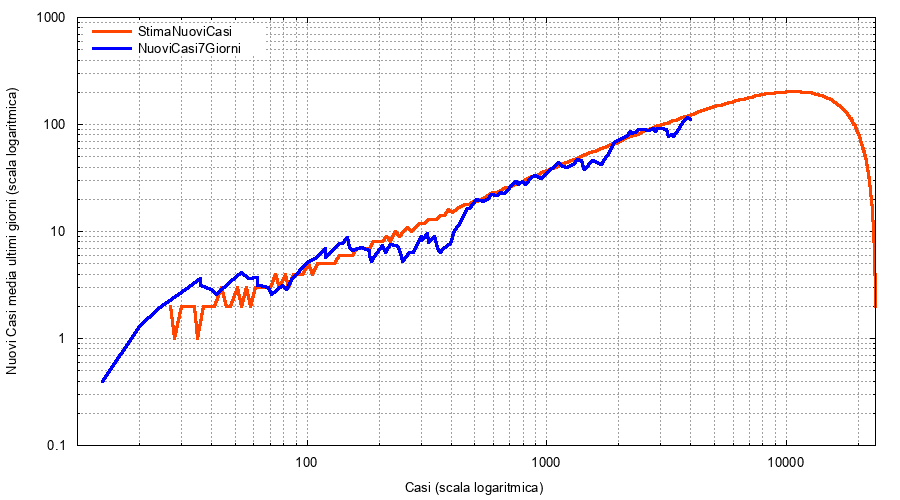 1000
StimaNuoviCasi
NuoviCasi7Giorni
100
10
1
0.1
100
1000
10000
Nuovi Casi media ultimi giorni (scala logaritmica)
Casi (scala logaritmica)